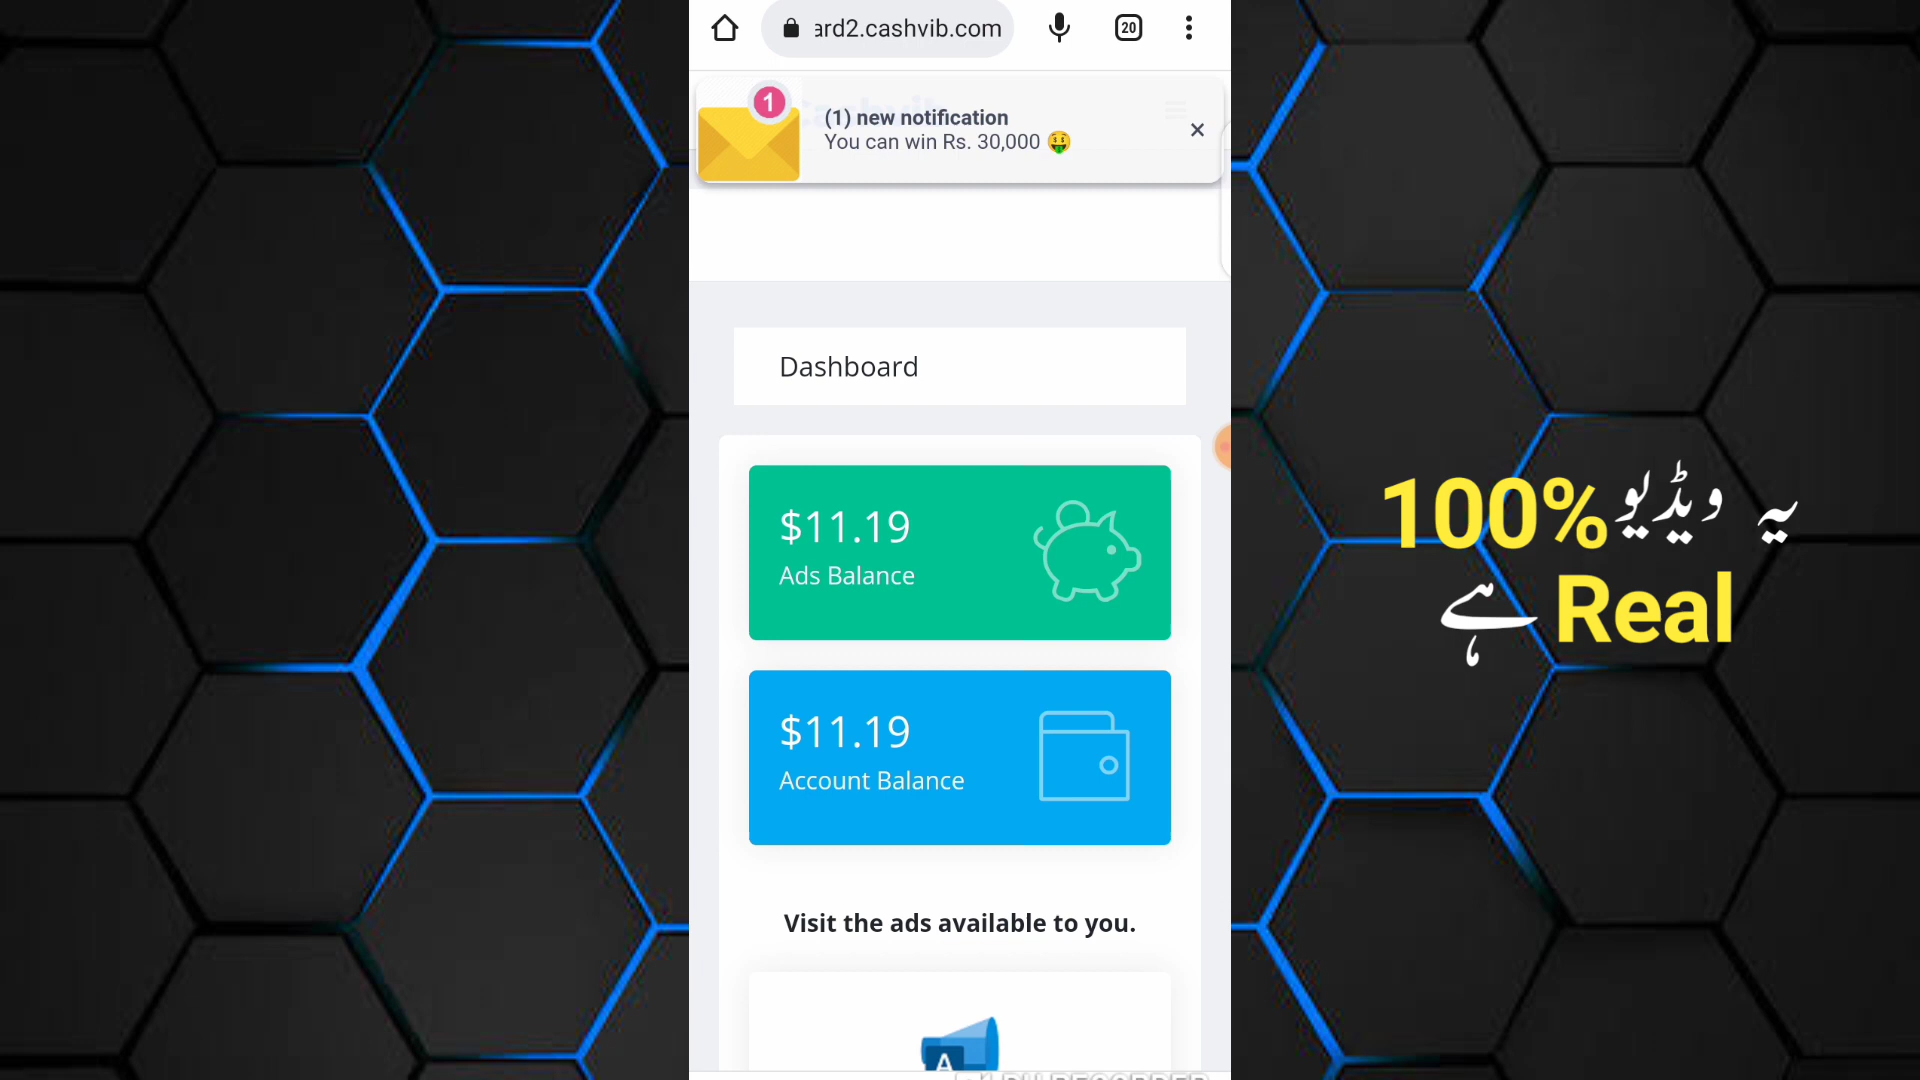 ard2.cashvib.com
20
1
(1) new notification
You can win Rs. 30,000 🤑
Dashboard
$11.19
Ads Balance
$11.19
Account Balance
Visit the ads available to you.
A
یہ ویڈیو 100%
Real ہے